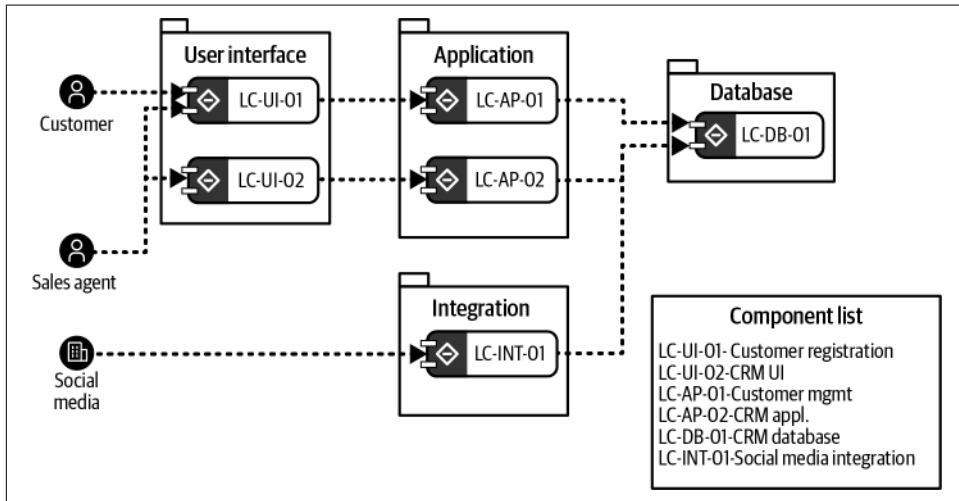 User interface
Application
Database
LC-UI-01
LC-AP-01
LC-DB-01
Customer
LC-UI-02
LC-AP-02
Sales agent
Integration
LC-INT-01
Social
media
Component list
LC-UI-01- Customer registration
LC-UI-02-CRM UI
LC-AP-01-Customer mgmt
LC-AP-02-CRM appl.
LC-DB-01-CRM database
LC-INT-01-Social media integration